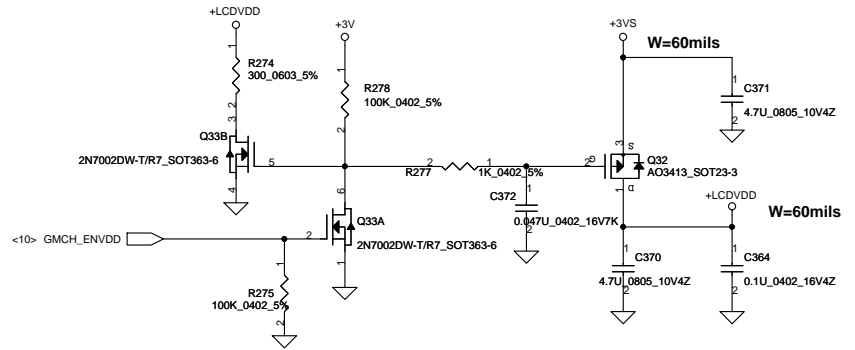 +LCDVDD
+3V
+3VS
W=60mils
1
R274
300_0603_5%
2
1
R278
100K_0402_5%
2
1
C371
4.7U_0805_10V4Z
2
3
Q33B
2N7002DW-T/R7_SOT363-6
5
4
2
R277
1
1K_0402_5%
3
S
G
2
Q32
AO3413_SOT23-3
1
D
6
Q33A
2N7002DW-T/R7_SOT363-6
2
1
C372
1
0.047U_0402_16V7K
2
+LCDVDD
W=60mils
<10> GMCH_ENVDD
1
R275
100K_0402_5%
2
1
C370
4.7U_0805_10V4Z
2
1
C364
0.1U_0402_16V4Z
2